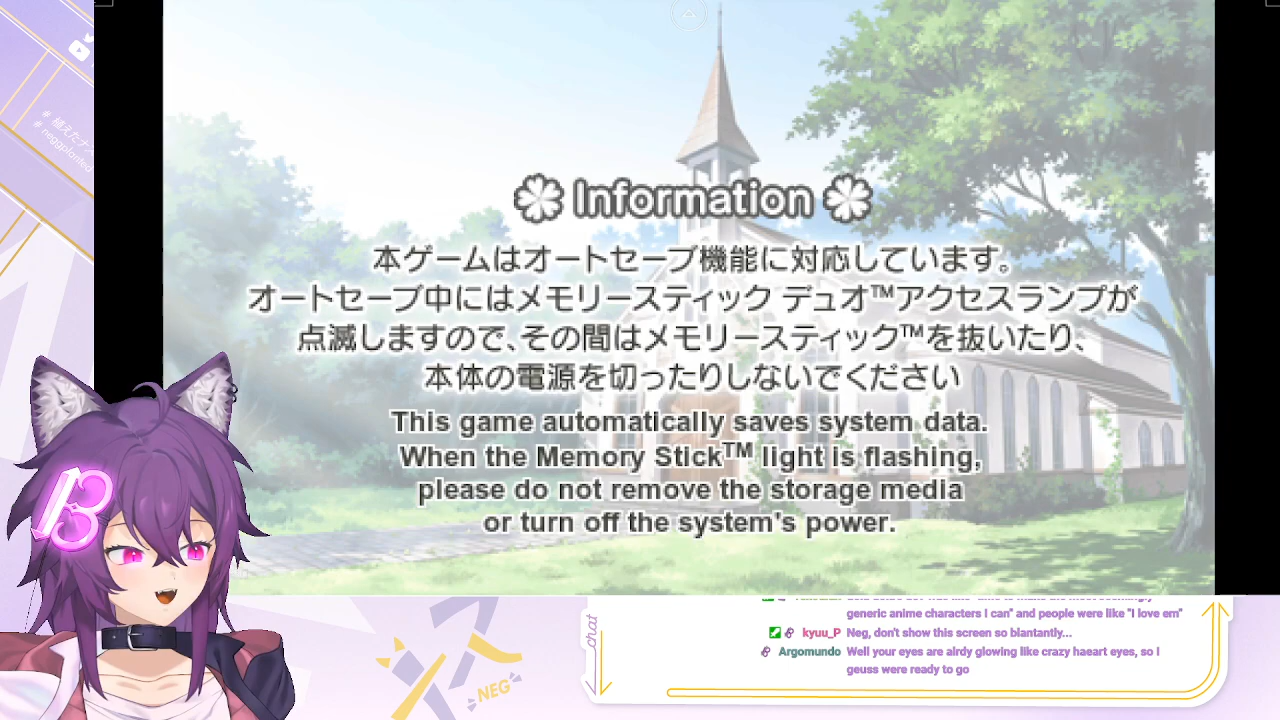 # neggplanted
Information
本ゲームはオートセーブ機能に対応しています。
オートセーブ中にはメモリースティック デュオ™アクセスランプが
点滅しますので、その間はメモリースティック™を抜いたり、
本体の電源を切ったりしないでください
This game automatically saves system data.
When the Memory Stick™ light is flashing,
please do not remove the storage media
or turn off the system's power.
B
NEG
chat
generic anime characters I can" and people were like "I love em"
kyuu_P Neg, don't show this screen so blantantly...
Argomundo Well your eyes are alrdy glowing like crazy haeart eyes, so I
geuss were ready to go